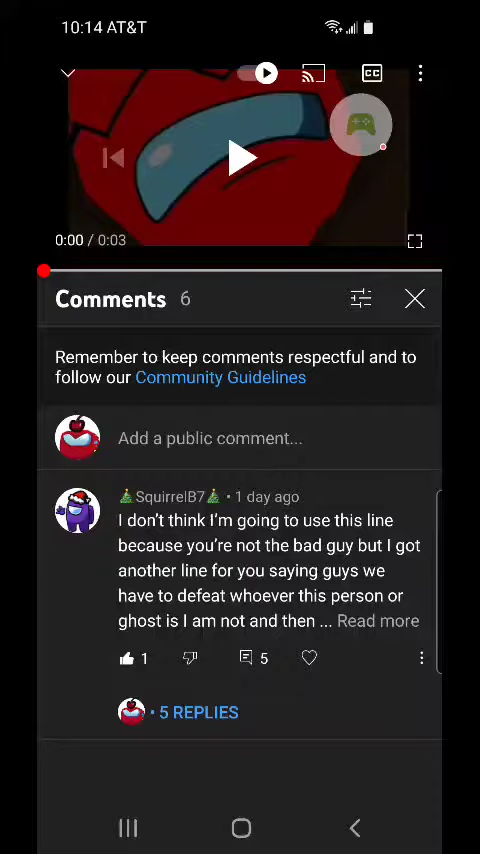 10:14 AT&T
CC
0:00 / 0:03
Comments 6
Remember to keep comments respectful and to
follow our Community Guidelines
Add a public comment...
🎄SquirrelB7🎄 • 1 day ago
I don't think I'm going to use this line
because you're not the bad guy but I got
another line for you saying guys we
have to defeat whoever this person or
ghost is I am not and then ... Read more
1 5
• 5 REPLIES